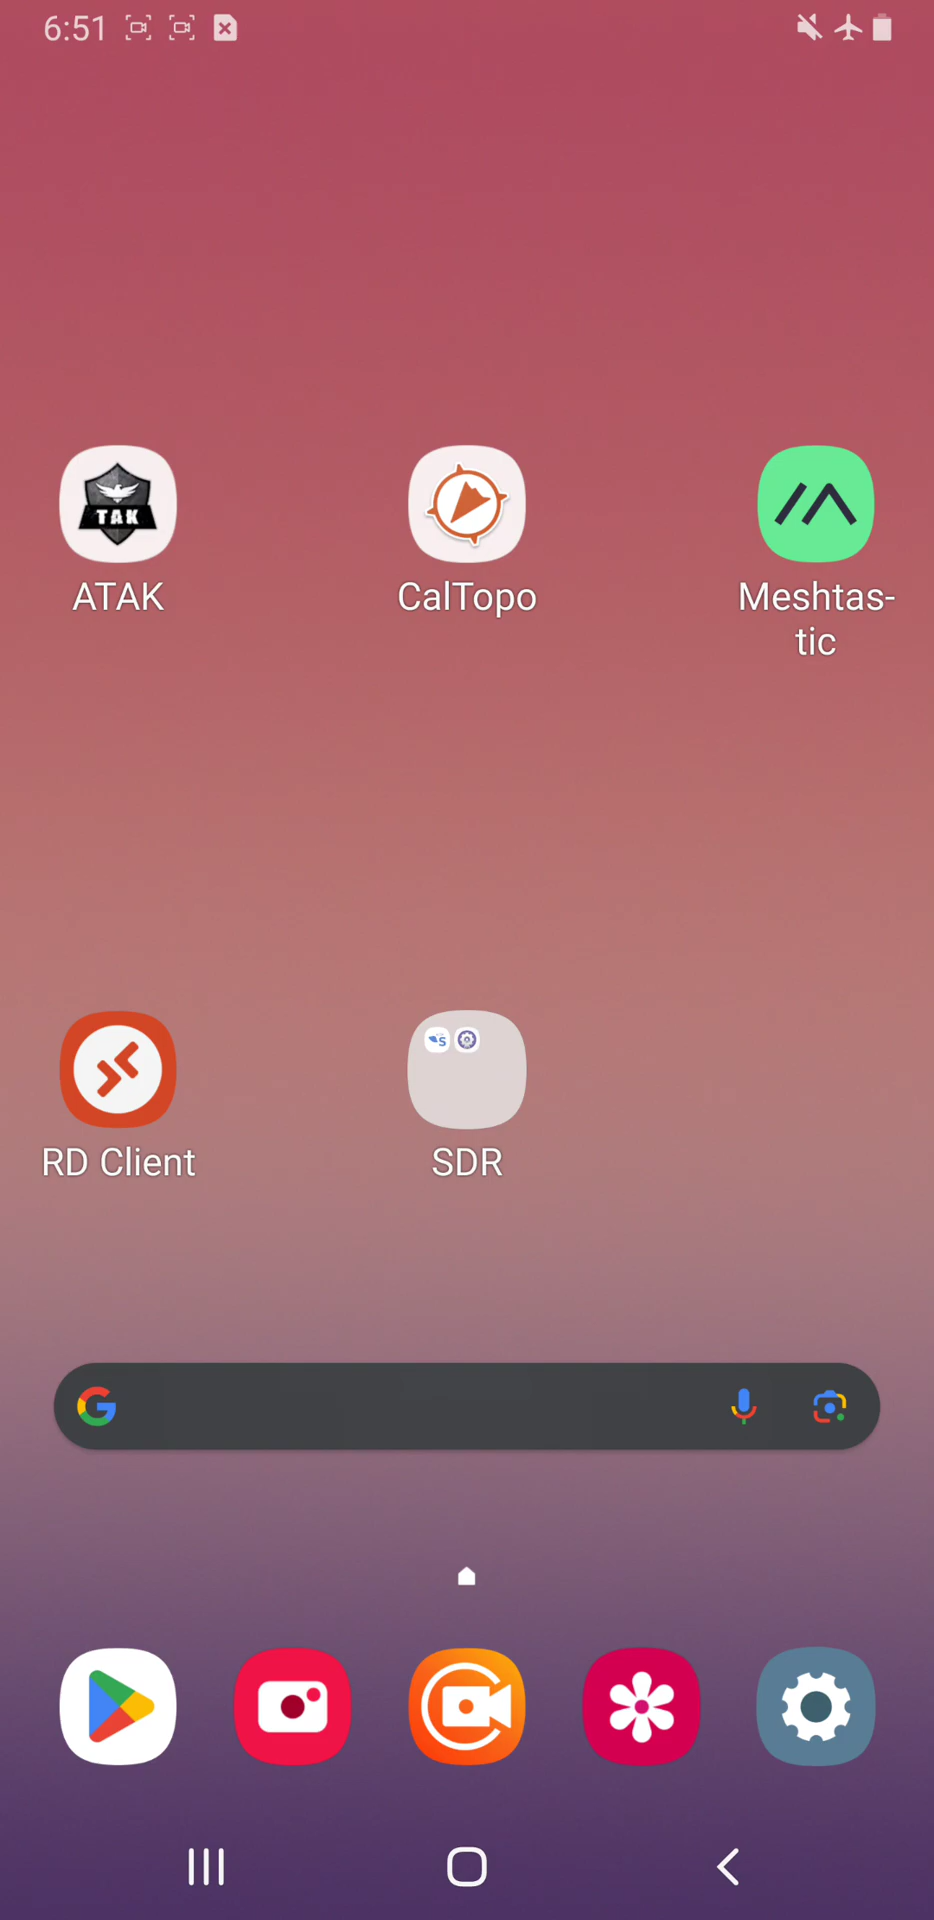 6:51
TAK
ATAK
CalTopo
Meshtas-
tic
S
RD Client
SDR